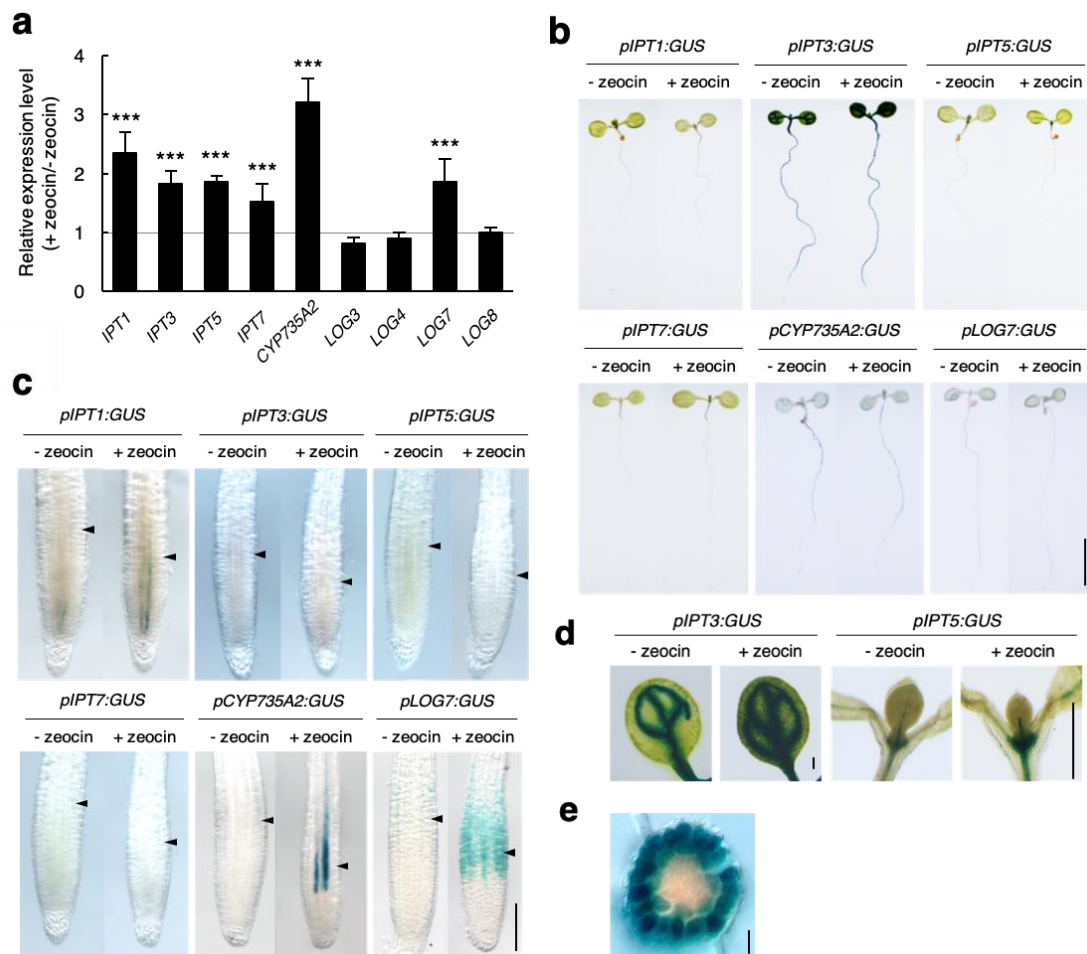 a
Relative expression level
(+ zeocin/- zeocin)
4
3
2
1
0
***
***
***
***
***
***
IPT1
IPT3
IPT5
IPT7
CYP735A2
LOG3
LOG4
LOG7
LOG8
b
pIPT1:GUS pIPT3:GUS pIPT5:GUS
- zeocin + zeocin - zeocin + zeocin - zeocin + zeocin
pIPT7:GUS pCYP735A2:GUS pLOG7:GUS
- zeocin + zeocin - zeocin + zeocin - zeocin + zeocin
c
pIPT1:GUS pIPT3:GUS pIPT5:GUS
- zeocin + zeocin - zeocin + zeocin - zeocin + zeocin
pIPT7:GUS pCYP735A2:GUS pLOG7:GUS
- zeocin + zeocin - zeocin + zeocin - zeocin + zeocin
d
pIPT3:GUS pIPT5:GUS
- zeocin + zeocin - zeocin + zeocin
e